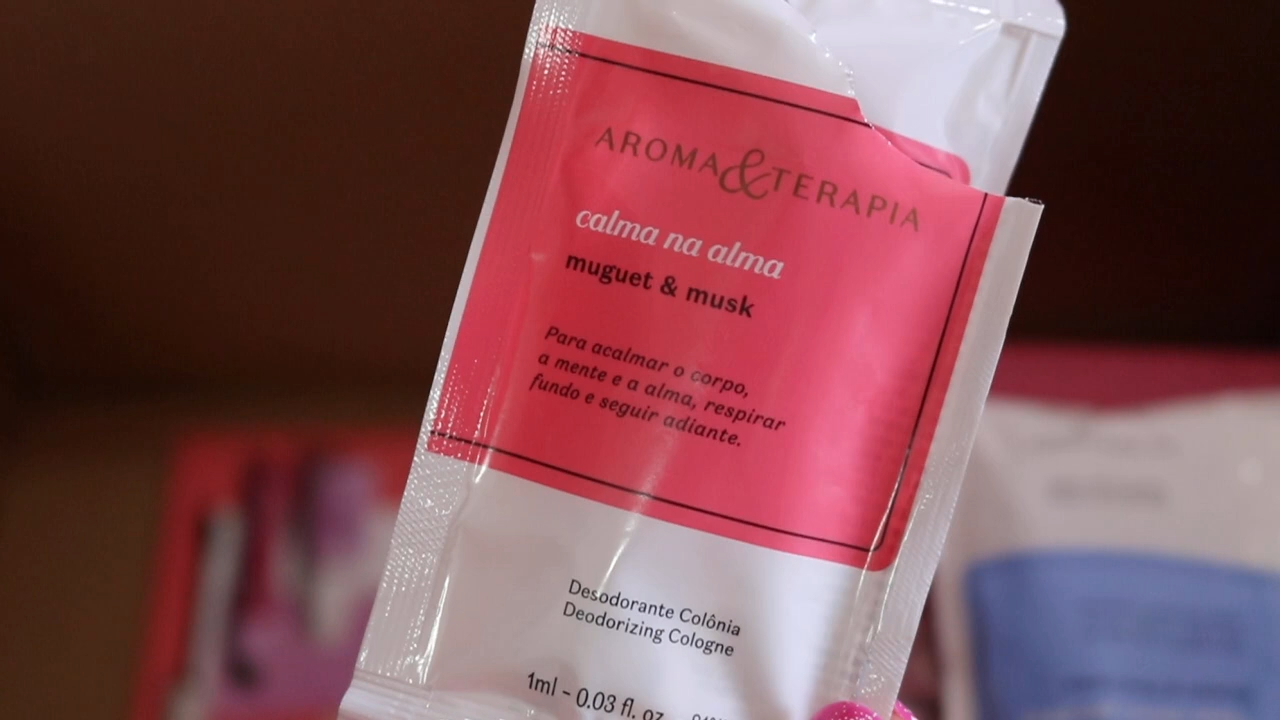 AROMA&TERAPIA
calma na alma
muguet & musk
Para acalmar o corpo,
a mente e a alma, respirar
fundo e seguir adiante.
Desodorante Colônia
Deodorizing Cologne
1ml - 0.03 fl. oz